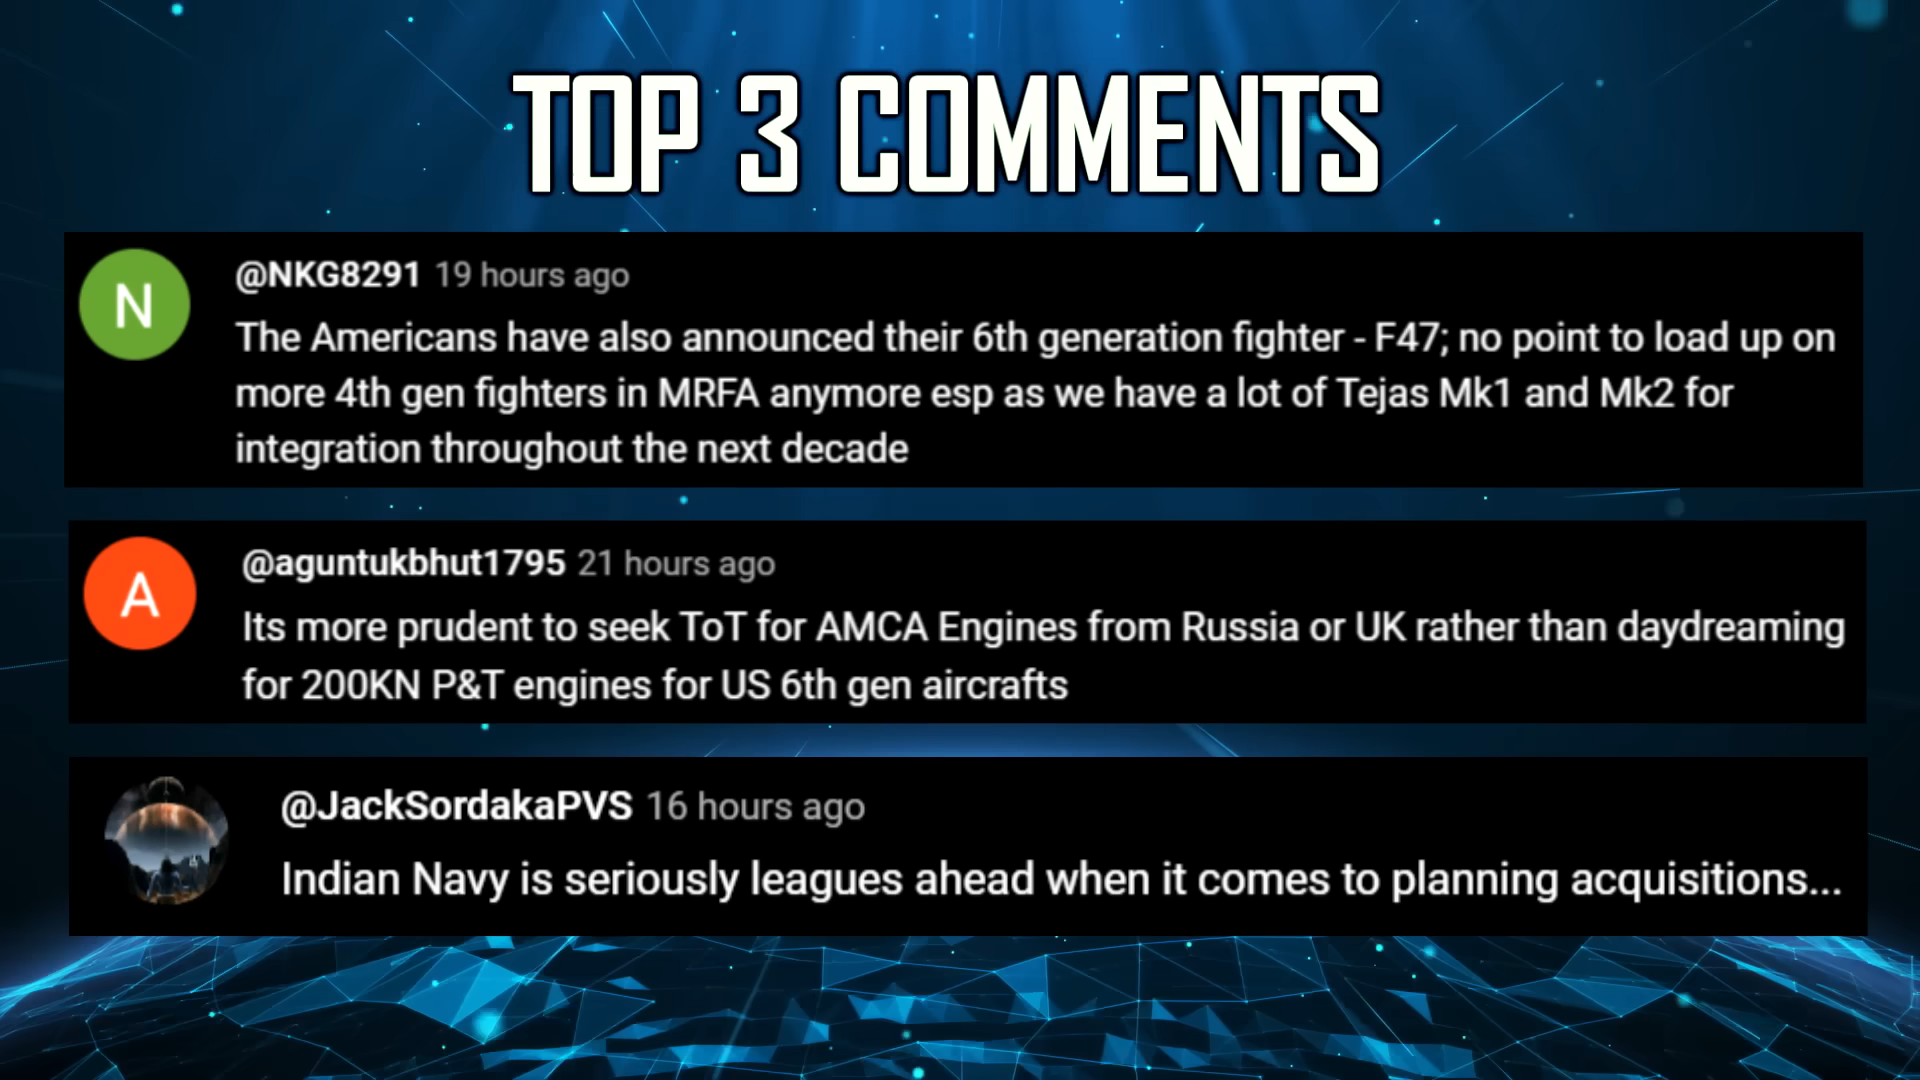 TOP 3 COMMENTS
N
@NKG8291 19 hours ago
The Americans have also announced their 6th generation fighter - F47; no point to load up on
more 4th gen fighters in MRFA anymore esp as we have a lot of Tejas Mk1 and Mk2 for
integration throughout the next decade
A
@aguntukbhut1795 21 hours ago
Its more prudent to seek ToT for AMCA Engines from Russia or UK rather than daydreaming
for 200KN P&T engines for US 6th gen aircrafts
@JackSordakaPVS 16 hours ago
Indian Navy is seriously leagues ahead when it comes to planning acquisitions...